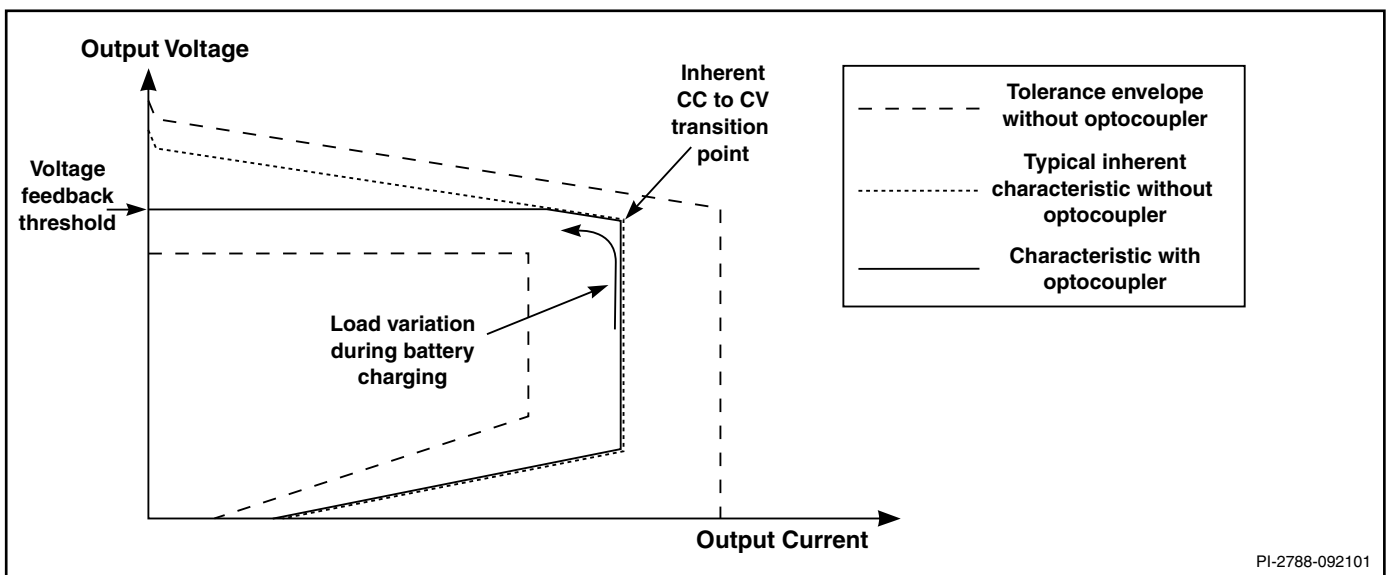 Output Voltage
Inherent
CC to CV
transition
point
Voltage
feedback
threshold
Load variation
during battery
charging
Output Current
Tolerance envelope
without optocoupler
Typical inherent
characteristic without
optocoupler
Characteristic with
optocoupler
PI-2788-092101